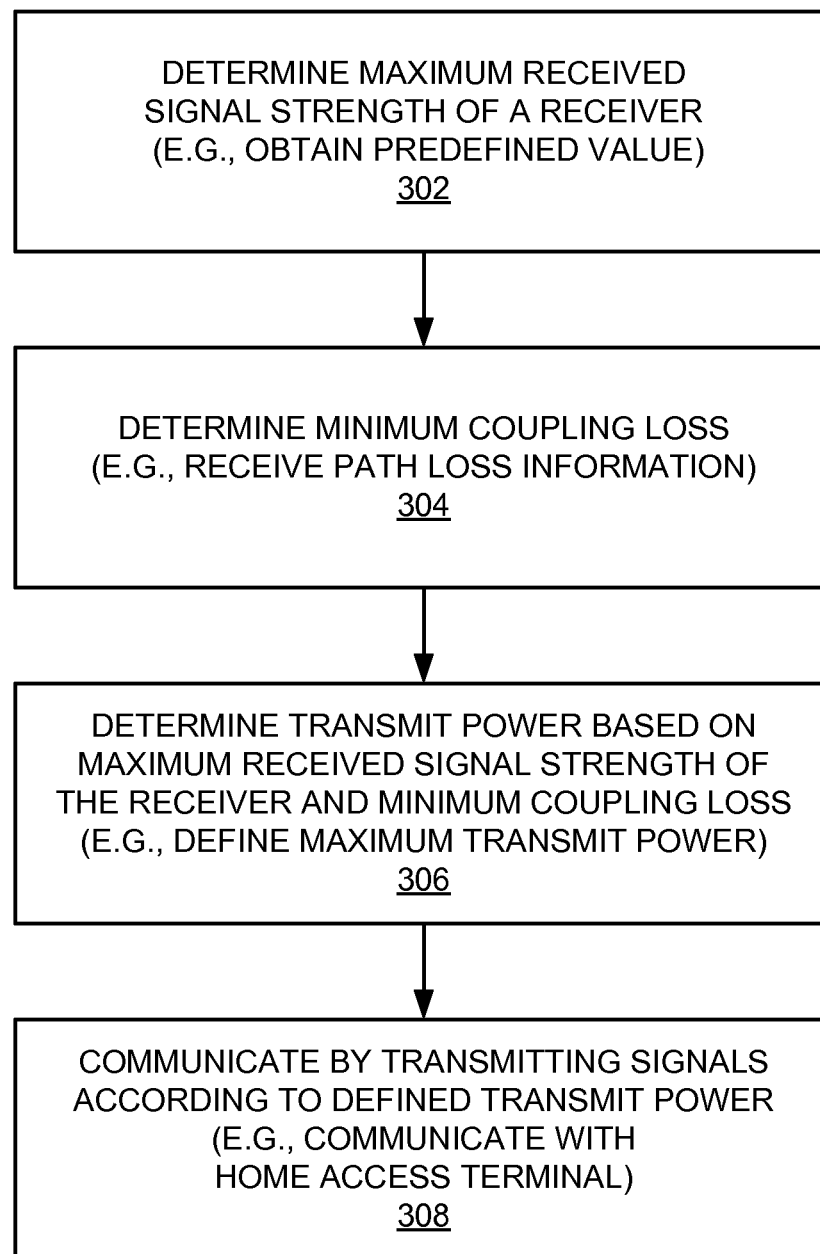 DETERMINE MAXIMUM RECEIVED
SIGNAL STRENGTH OF A RECEIVER
(E.G., OBTAIN PREDEFINED VALUE)
302
DETERMINE MINIMUM COUPLING LOSS
(E.G., RECEIVE PATH LOSS INFORMATION)
304
DETERMINE TRANSMIT POWER BASED ON
MAXIMUM RECEIVED SIGNAL STRENGTH OF
THE RECEIVER AND MINIMUM COUPLING LOSS
(E.G., DEFINE MAXIMUM TRANSMIT POWER)
306
COMMUNICATE BY TRANSMITTING SIGNALS
ACCORDING TO DEFINED TRANSMIT POWER
(E.G., COMMUNICATE WITH
HOME ACCESS TERMINAL)
308